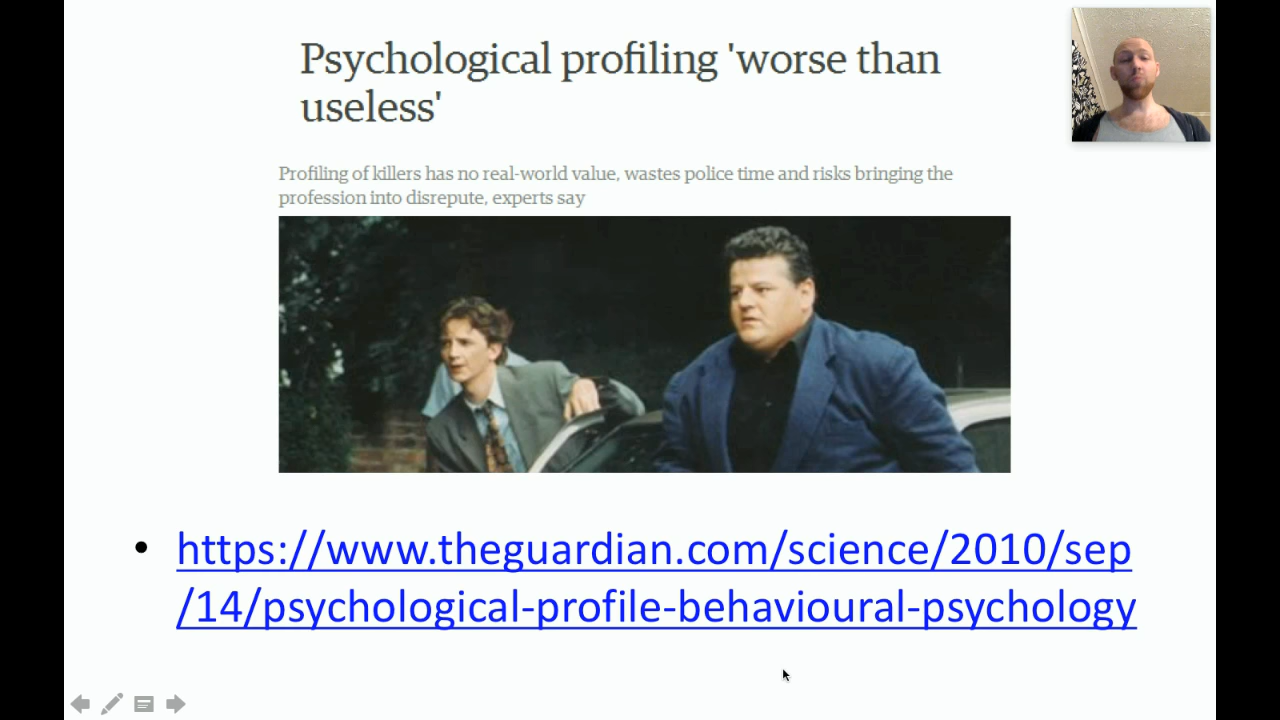 Psychological profiling 'worse than
useless'
Profiling of killers has no real-world value, wastes police time and risks bringing the
profession into disrepute, experts say
• https://www.theguardian.com/science/2010/sep
/14/psychological-profile-behavioural-psychology